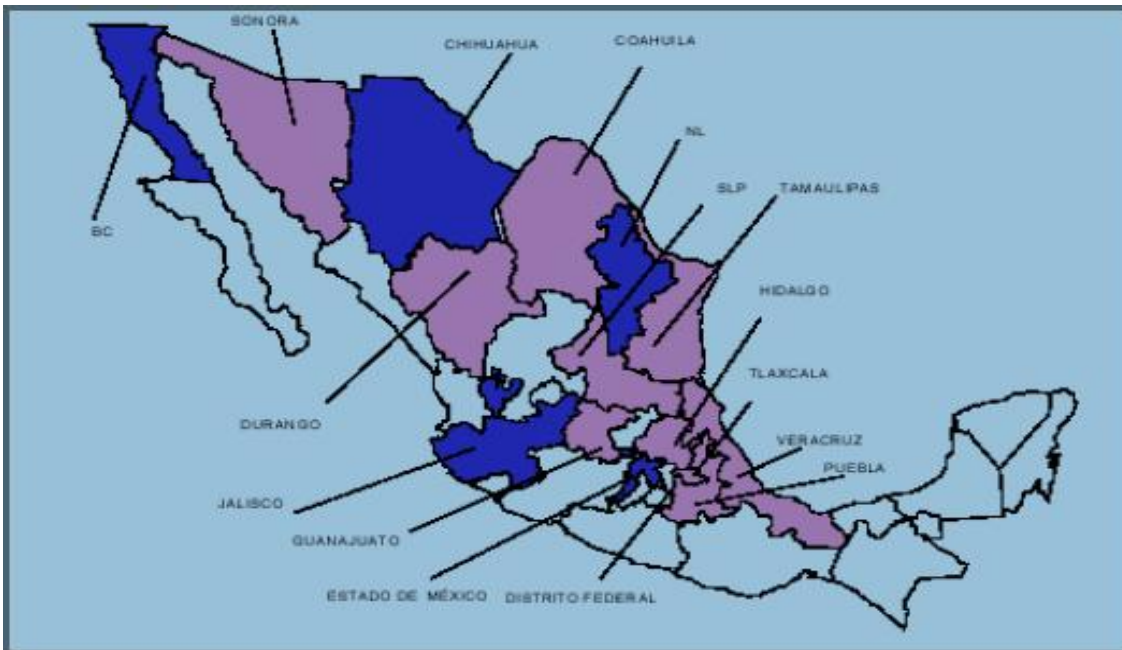 SONORA
CHIHUAHUA
COAHUILA
NL
SLP
TAMAULIPAS
BC
HIDALGO
TLAXCALA
DURANGO
VERACRUZ
PUEBLA
JALISCO
GUANAJUATO
ESTADO DE MÉXICO
DISTRITO FEDERAL